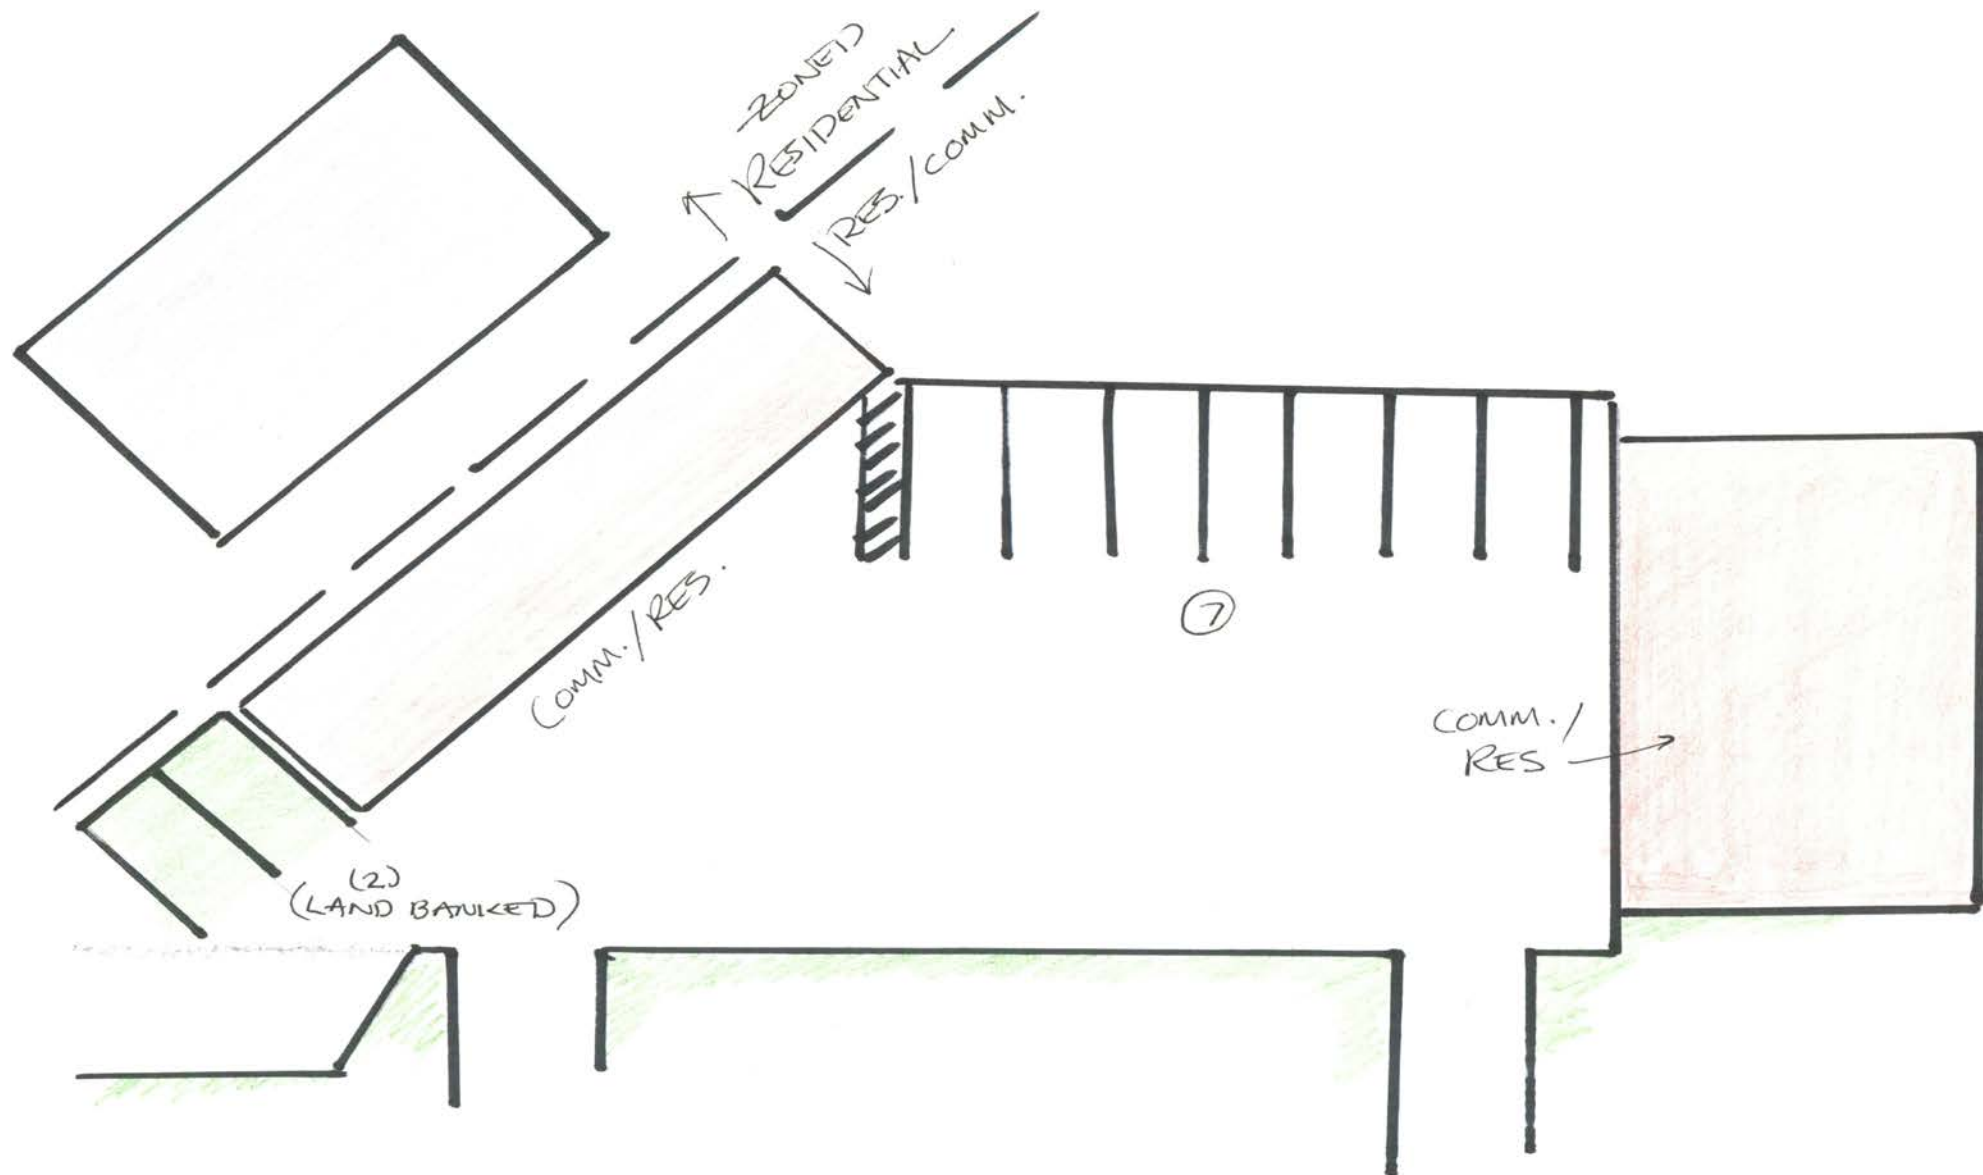 ZONED
RESIDENTIAL
RES./COMM.
COMM./RES.
7
COMM./
RES
(2)
(LAND BANKED)